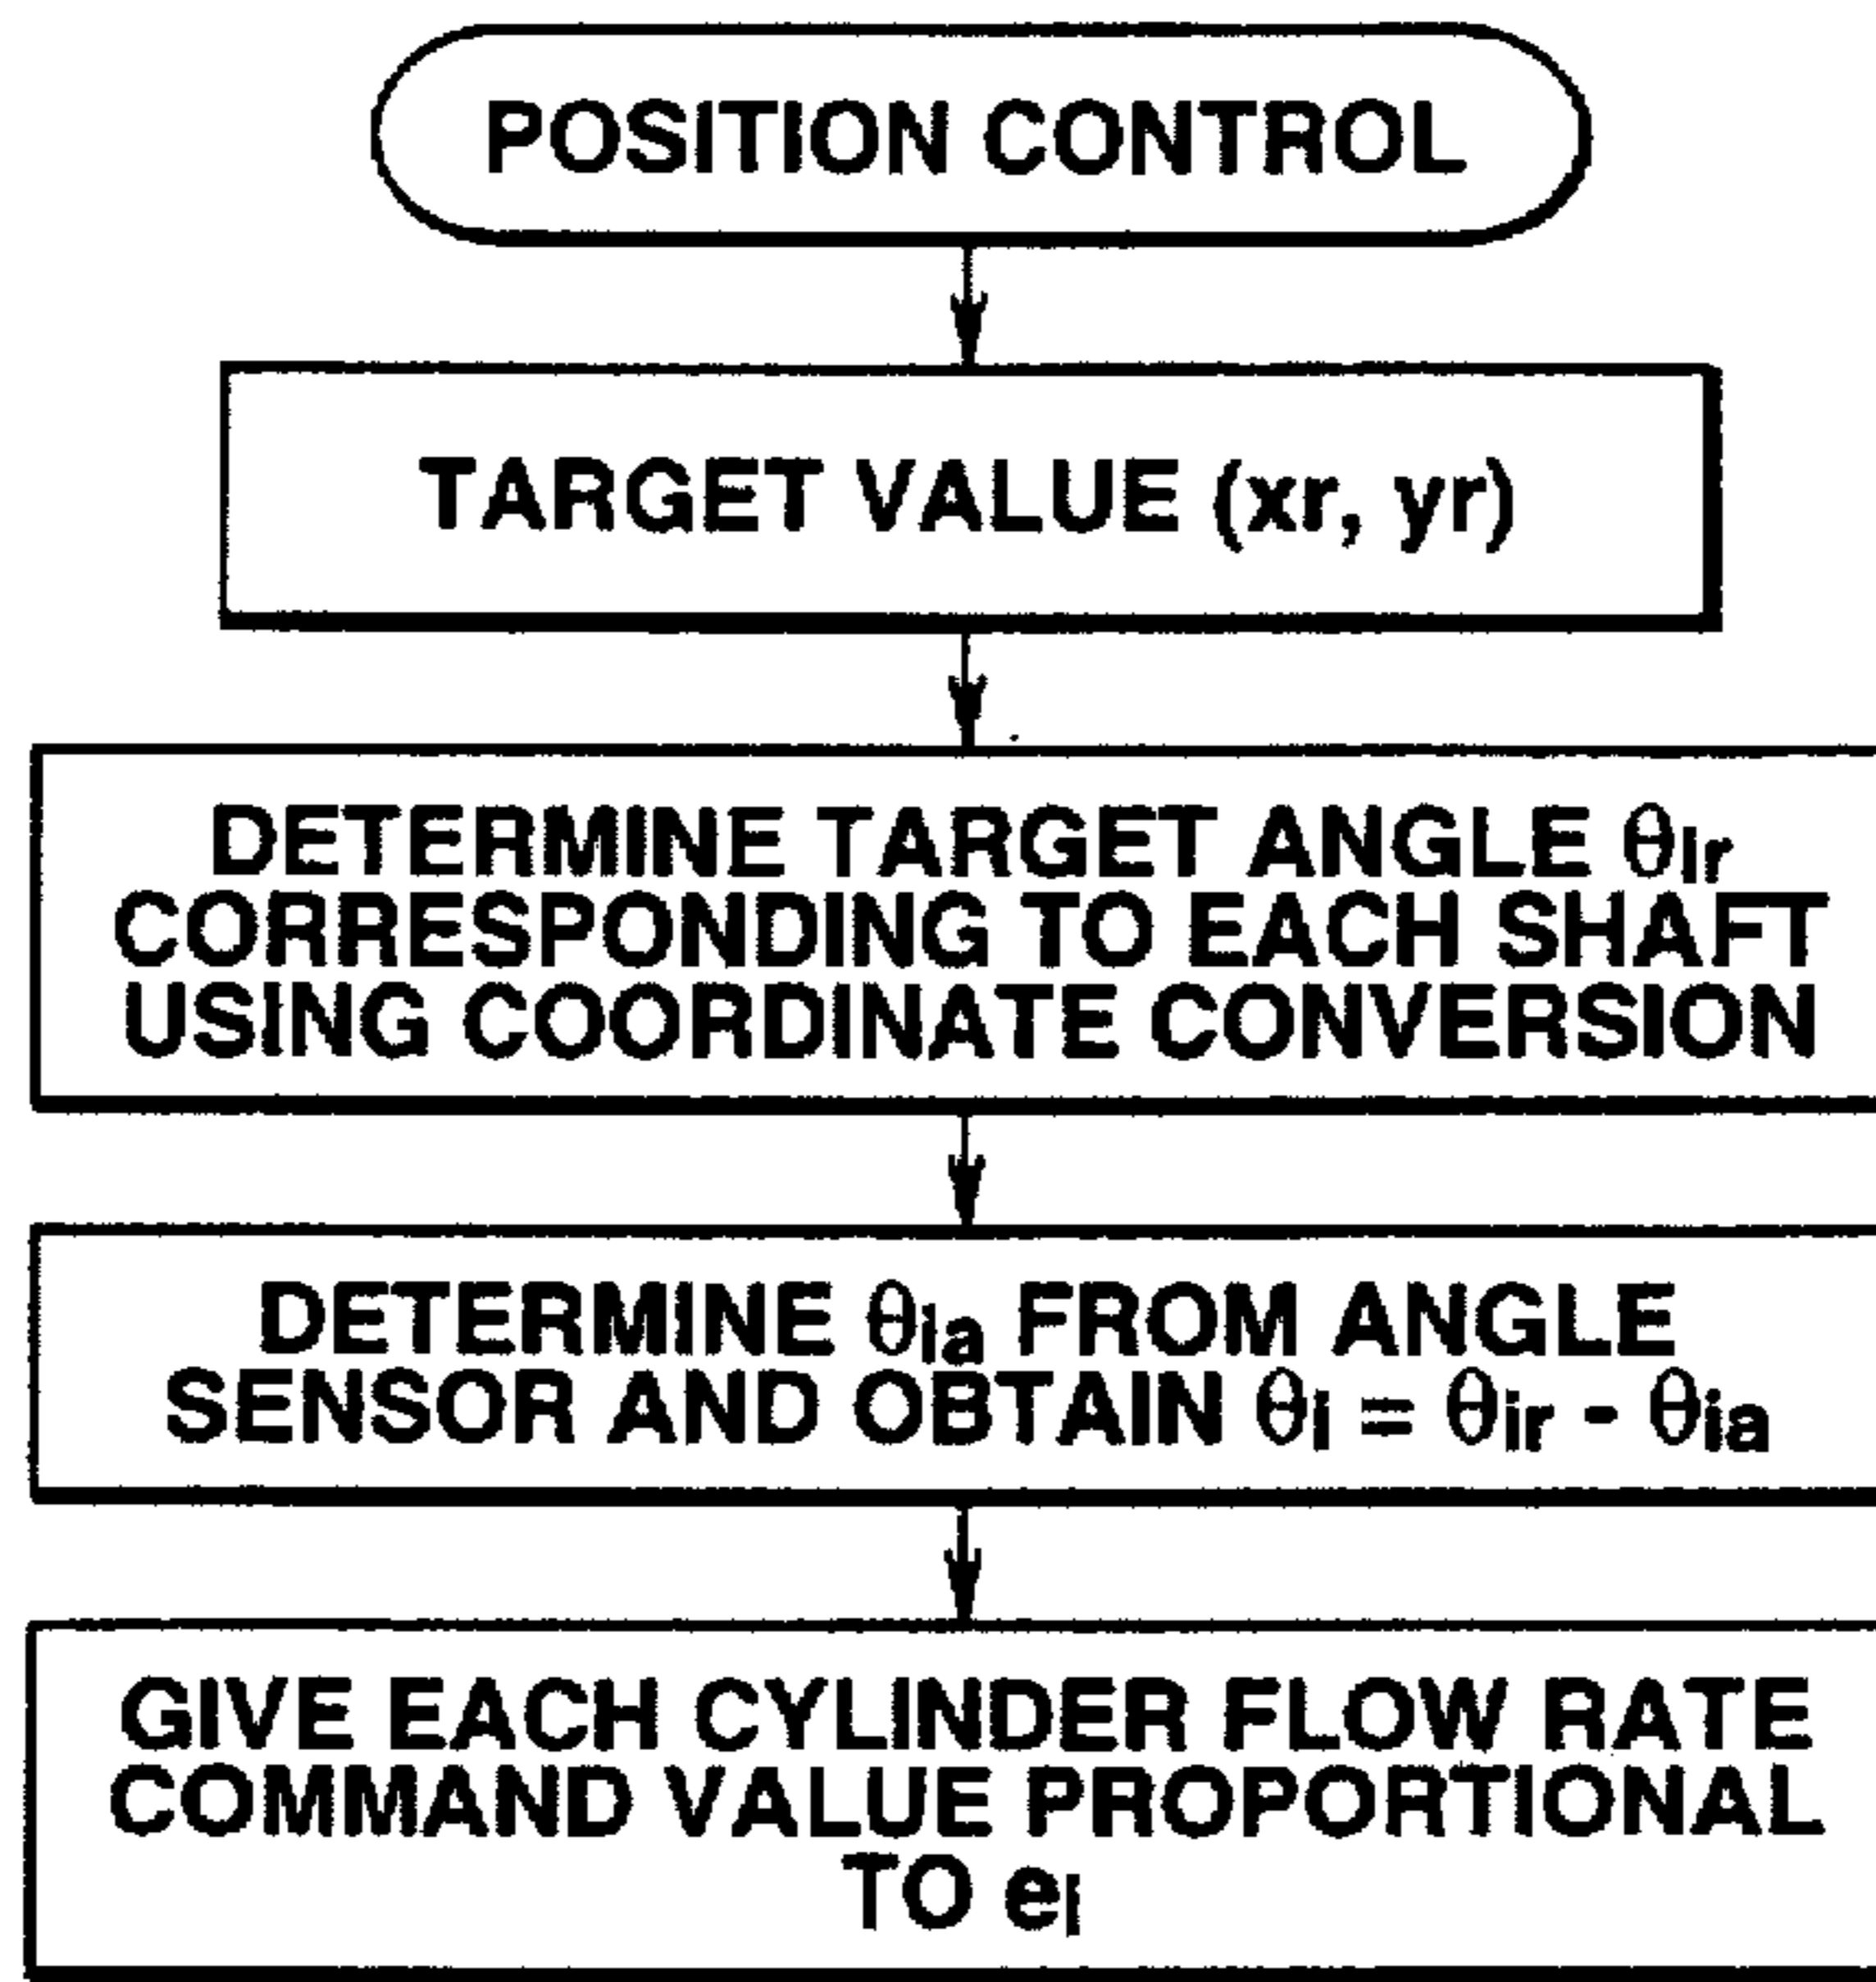 POSITION CONTROL
TARGET VALUE (xr, yr)
DETERMINE TARGET ANGLE θir
CORRESPONDING TO EACH SHAFT
USING COORDINATE CONVERSION
DETERMINE θia FROM ANGLE
SENSOR AND OBTAIN θi = θir - θia
GIVE EACH CYLINDER FLOW RATE
COMMAND VALUE PROPORTIONAL
TO ei